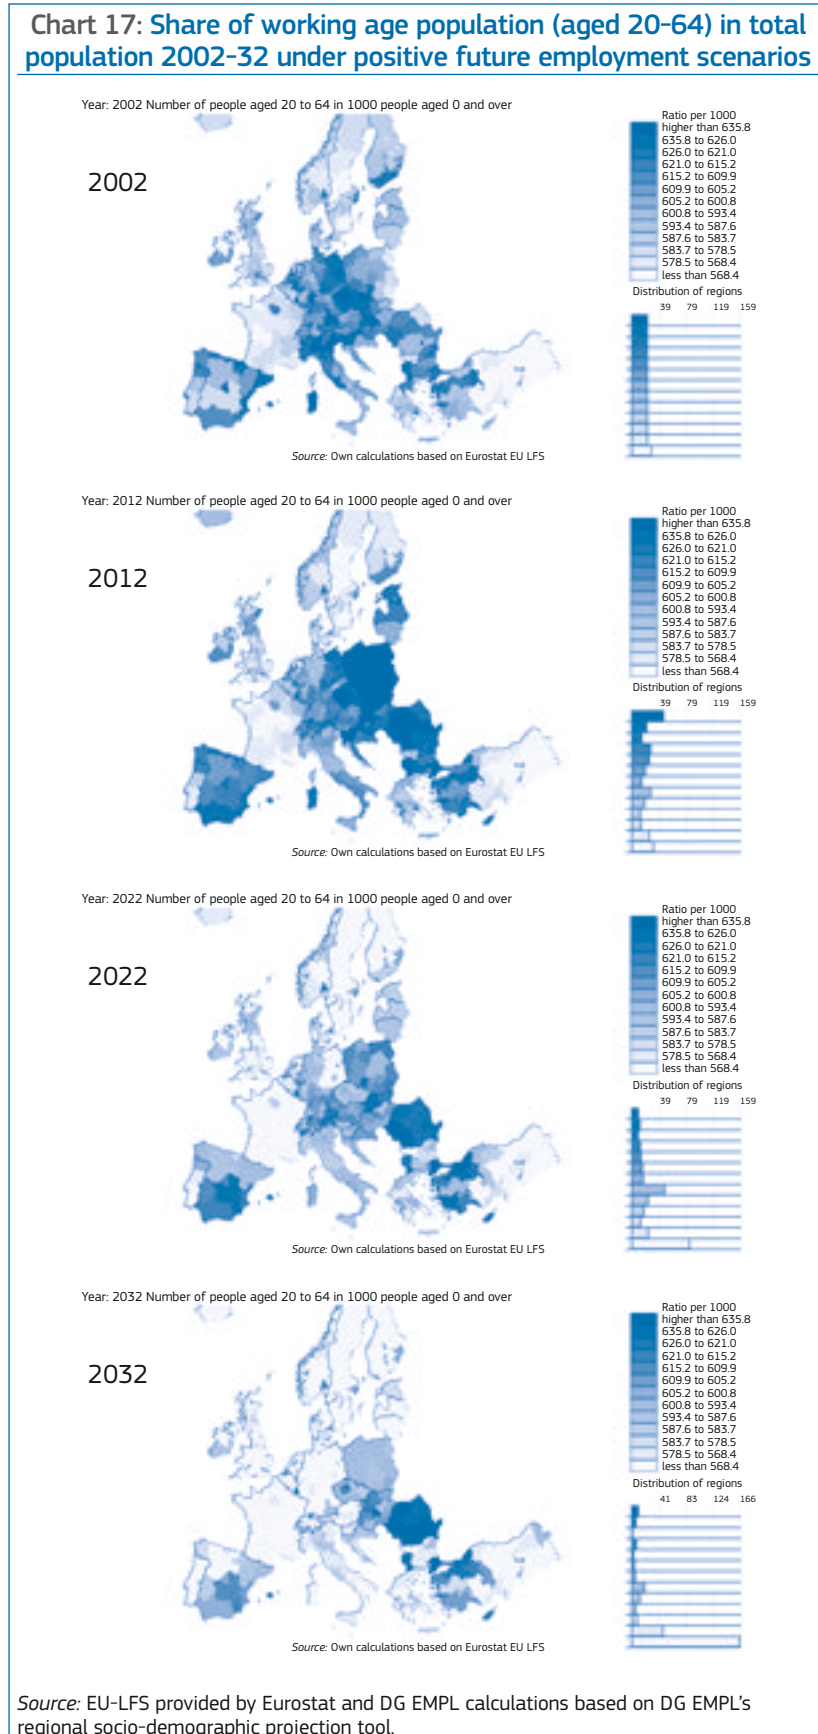 Chart 17: Share of working age population (aged 20-64) in total
population 2002-32 under positive future employment scenarios
Year: 2002 Number of people aged 20 to 64 in 1000 people aged 0 and over
2002
Ratio per 1000
higher than 635.8
635.8 to 626.0
626.0 to 621.0
621.0 to 615.2
615.2 to 609.9
609.9 to 605.2
605.2 to 600.8
600.8 to 593.4
593.4 to 587.6
587.6 to 583.7
583.7 to 578.5
578.5 to 568.4
less than 568.4
Distribution of regions
39 79 119 159
Source: Own calculations based on Eurostat EU LFS
Year: 2012 Number of people aged 20 to 64 in 1000 people aged 0 and over
2012
Ratio per 1000
higher than 635.8
635.8 to 626.0
626.0 to 621.0
621.0 to 615.2
615.2 to 609.9
609.9 to 605.2
605.2 to 600.8
600.8 to 593.4
593.4 to 587.6
587.6 to 583.7
583.7 to 578.5
578.5 to 568.4
less than 568.4
Distribution of regions
39 79 119 159
Source: Own calculations based on Eurostat EU LFS
Year: 2022 Number of people aged 20 to 64 in 1000 people aged 0 and over
2022
Ratio per 1000
higher than 635.8
635.8 to 626.0
626.0 to 621.0
621.0 to 615.2
615.2 to 609.9
609.9 to 605.2
605.2 to 600.8
600.8 to 593.4
593.4 to 587.6
587.6 to 583.7
583.7 to 578.5
578.5 to 568.4
less than 568.4
Distribution of regions
39 79 119 159
Source: Own calculations based on Eurostat EU LFS
Year: 2032 Number of people aged 20 to 64 in 1000 people aged 0 and over
2032
Ratio per 1000
higher than 635.8
635.8 to 626.0
626.0 to 621.0
621.0 to 615.2
615.2 to 609.9
609.9 to 605.2
605.2 to 600.8
600.8 to 593.4
593.4 to 587.6
587.6 to 583.7
583.7 to 578.5
578.5 to 568.4
less than 568.4
Distribution of regions
41 83 124 166
Source: Own calculations based on Eurostat EU LFS
Source: EU-LFS provided by Eurostat and DG EMPL calculations based on DG EMPL's
regional socio-demographic projection tool.